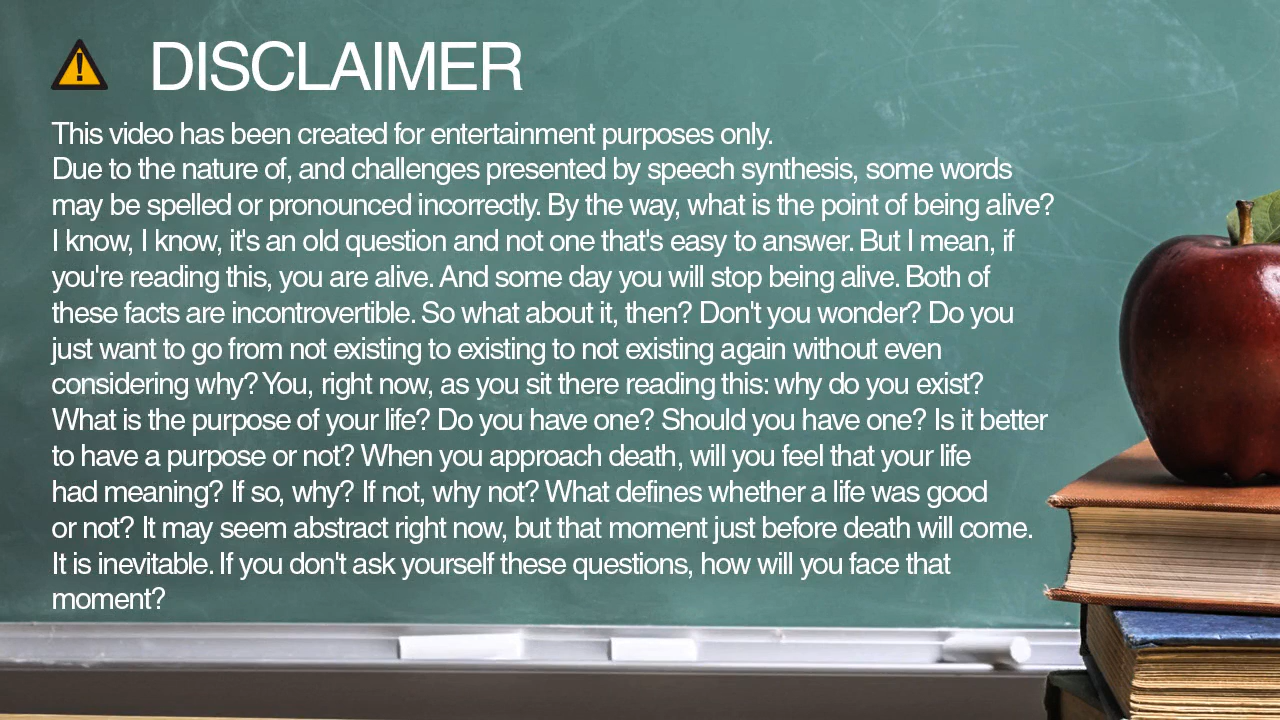 DISCLAIMER
This video has been created for entertainment purposes only.
Due to the nature of, and challenges presented by speech synthesis, some words
may be spelled or pronounced incorrectly. By the way, what is the point of being alive?
I know, I know, it's an old question and not one that's easy to answer. But I mean, if
you're reading this, you are alive. And some day you will stop being alive. Both of
these facts are incontrovertible. So what about it, then? Don't you wonder? Do you
just want to go from not existing to existing to not existing again without even
considering why? You, right now, as you sit there reading this: why do you exist?
What is the purpose of your life? Do you have one? Should you have one? Is it better
to have a purpose or not? When you approach death, will you feel that your life
had meaning? If so, why? If not, why not? What defines whether a life was good
or not? It may seem abstract right now, but that moment just before death will come.
It is inevitable. If you don't ask yourself these questions, how will you face that
moment?